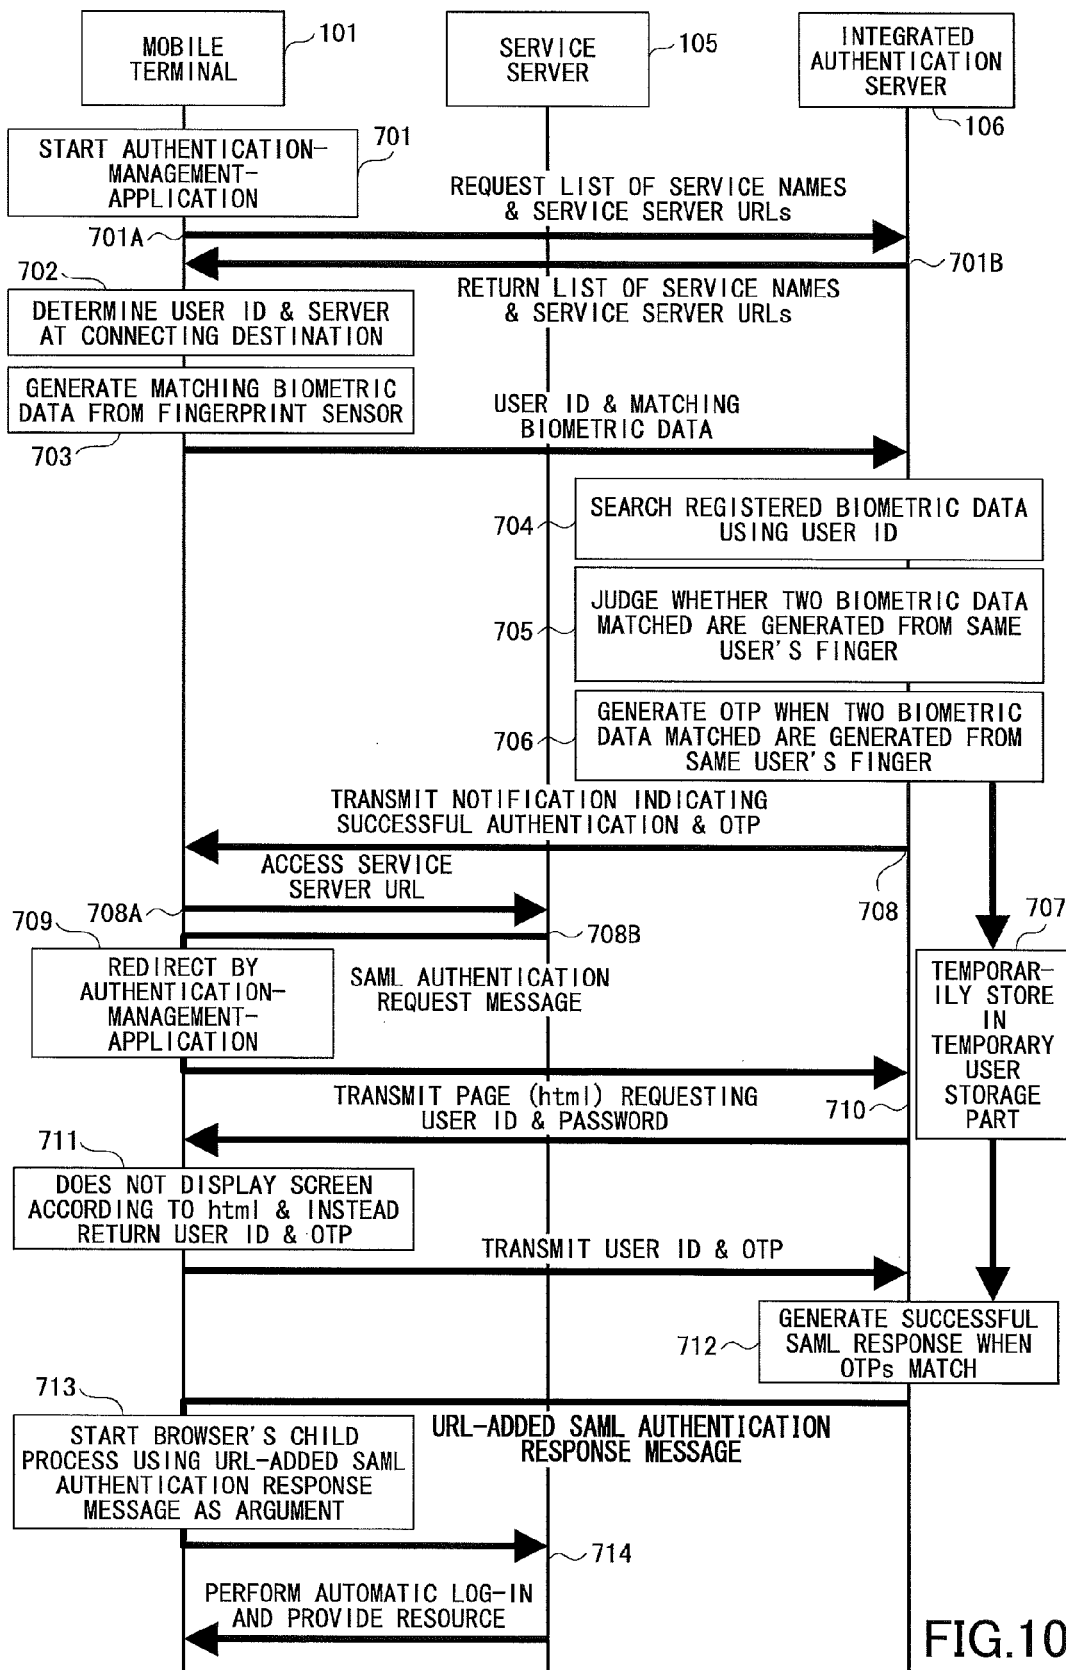 MOBILE
TERMINAL
101
SERVICE
SERVER
105
INTEGRATED
AUTHENTICATION
SERVER
106
START AUTHENTICATION-
MANAGEMENT-
APPLICATION
701
REQUEST LIST OF SERVICE NAMES
& SERVICE SERVER URLs
701A
701B
RETURN LIST OF SERVICE NAMES
& SERVICE SERVER URLs
702
DETERMINE USER ID & SERVER
AT CONNECTING DESTINATION
GENERATE MATCHING BIOMETRIC
DATA FROM FINGERPRINT SENSOR
703
USER ID & MATCHING
BIOMETRIC DATA
704
SEARCH REGISTERED BIOMETRIC DATA
USING USER ID
705
JUDGE WHETHER TWO BIOMETRIC DATA
MATCHED ARE GENERATED FROM SAME
USER'S FINGER
706
GENERATE OTP WHEN TWO BIOMETRIC
DATA MATCHED ARE GENERATED FROM
SAME USER'S FINGER
TRANSMIT NOTIFICATION INDICATING
SUCCESSFUL AUTHENTICATION & OTP
708
ACCESS SERVICE
SERVER URL
708A
708B
707
TEMPORAR-
ILY STORE
IN
TEMPORARY
USER
STORAGE
PART
709
REDIRECT BY
AUTHENTICATION-
MANAGEMENT-
APPLICATION
SAML AUTHENTICATION
REQUEST MESSAGE
TRANSMIT PAGE (html) REQUESTING
USER ID & PASSWORD
710
711
DOES NOT DISPLAY SCREEN
ACCORDING TO html & INSTEAD
RETURN USER ID & OTP
TRANSMIT USER ID & OTP
712
GENERATE SUCCESSFUL
SAML RESPONSE WHEN
OTPs MATCH
713
START BROWSER'S CHILD
PROCESS USING URL-ADDED SAML
AUTHENTICATION RESPONSE
MESSAGE AS ARGUMENT
URL-ADDED SAML AUTHENTICATION
RESPONSE MESSAGE
714
PERFORM AUTOMATIC LOG-IN
AND PROVIDE RESOURCE
FIG.10